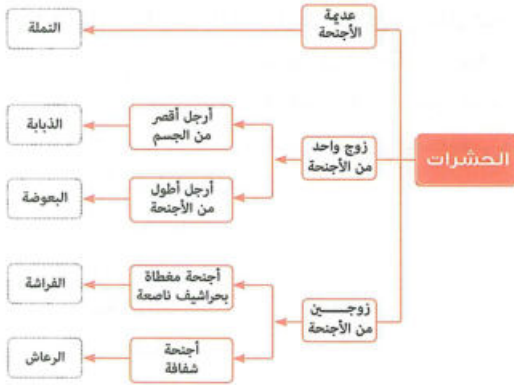 الحشرات
عديمة
الأجنحة
النملة
زوج واحد
من الأجنحة
أرجل أقصر
من الجسم
الذبابة
أرجل أطول
من الأجنحة
البعوضة
زوجين
من الأجنحة
أجنحة مغطاة
بحراشيف ناصعة
الفراشة
أجنحة
شفافة
الرعاش